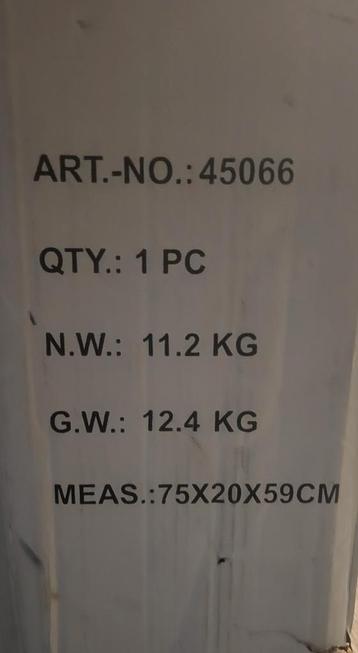 ART.-NO.: 45066
QTY.: 1 PC
N.W.: 11.2 KG
G.W.: 12.4 KG
MEAS.:75X20X59CM